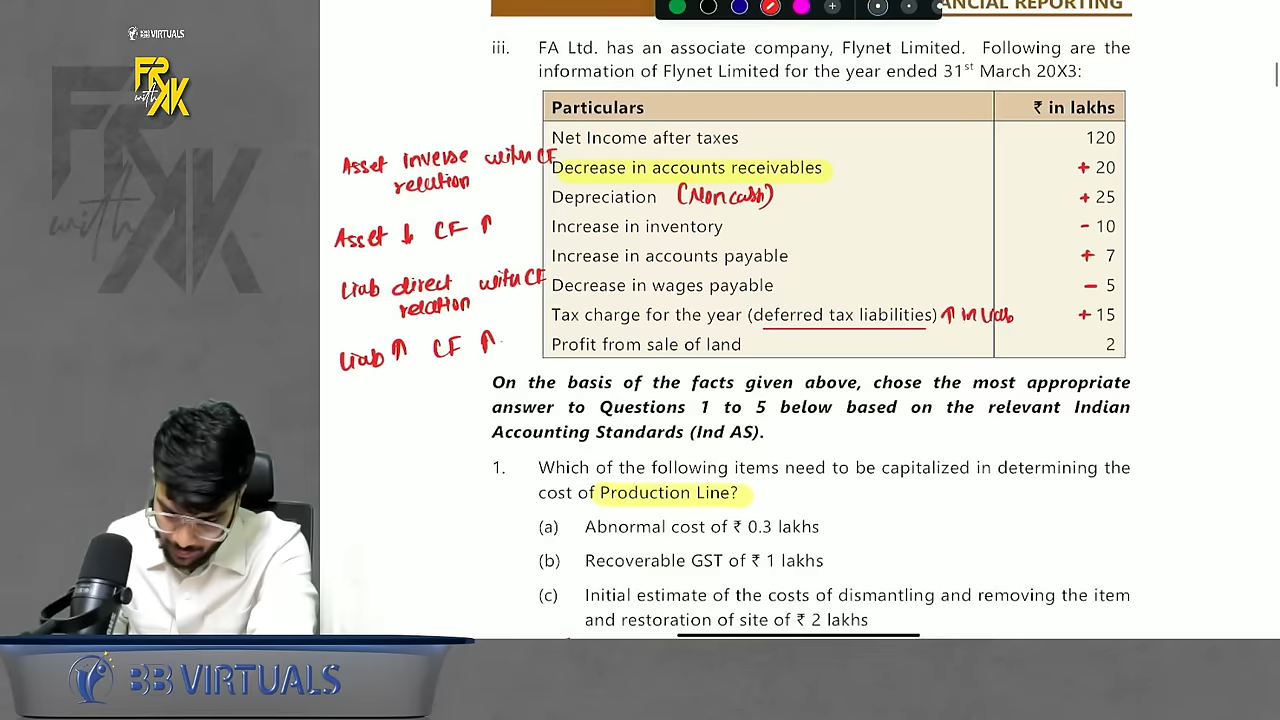 ANCIAL REPORTING
BB VIRTUALS
FR
with
AK
iii. FA Ltd. has an associate company, Flynet Limited. Following are the
information of Flynet Limited for the year ended 31st March 20X3:
Particulars ₹ in lakhs
Net Income after taxes 120
Asset inverse with CF
relation
Decrease in accounts receivables + 20
Depreciation (Non cash) + 25
Asset ↓ CF ↑
Increase in inventory - 10
Increase in accounts payable + 7
Liab direct with CF
relation
Decrease in wages payable - 5
Tax charge for the year (deferred tax liabilities) ↑ in liab + 15
Liab ↑ CF ↑
Profit from sale of land 2
On the basis of the facts given above, chose the most appropriate
answer to Questions 1 to 5 below based on the relevant Indian
Accounting Standards (Ind AS).
1. Which of the following items need to be capitalized in determining the
cost of Production Line?
(a) Abnormal cost of ₹ 0.3 lakhs
(b) Recoverable GST of ₹ 1 lakhs
(c) Initial estimate of the costs of dismantling and removing the item
and restoration of site of ₹ 2 lakhs
BB VIRTUALS